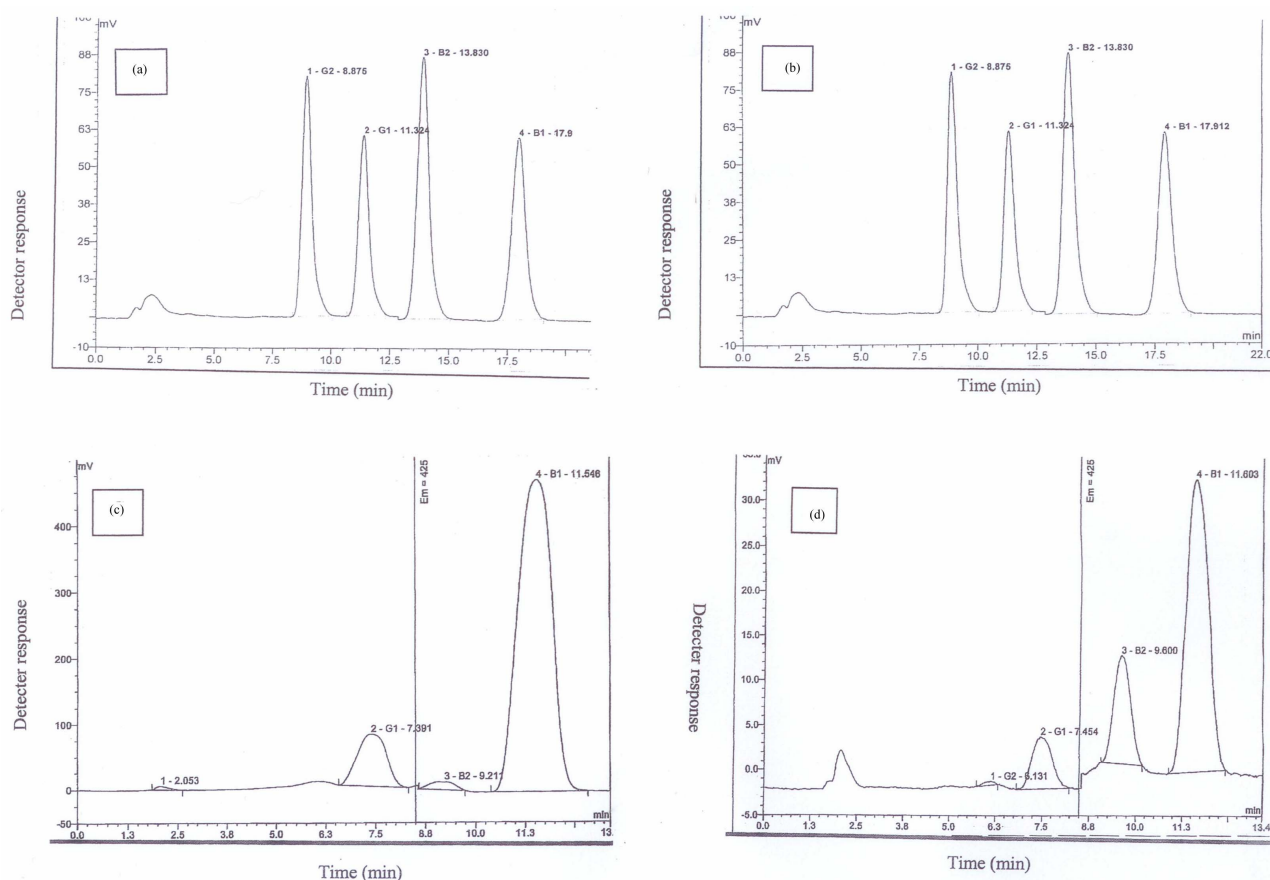 mV
(a)
88
75
63
50
38
25
13
-10
0.0 2.5 5.0 7.5 10.0 12.5 15.0 17.5
1 - G2 - 8.875
2 - G1 - 11.324
3 - B2 - 13.830
4 - B1 - 17.9
Detector response
Time (min)
mV
(b)
88
75
63
50
38
25
13
-10
0.0 2.5 5.0 7.5 10.0 12.5 15.0 17.5 22.0
1 - G2 - 8.875
2 - G1 - 11.324
3 - B2 - 13.830
4 - B1 - 17.912
min
Detector response
Time (min)
mV
(c)
400
300
200
100
0
-50
0.0 1.3 2.5 3.8 5.0 6.3 7.5 8.8 10.0 11.3 13.
1 - 2.053
2 - G1 - 7.391
3 - B2 - 9.211
4 - B1 - 11.546
Em = 425
min
Detecter response
Time (min)
mV
(d)
30.0
25.0
20.0
15.0
10.0
5.0
0.0
-5.0
0.0 1.3 2.5 3.8 5.0 6.3 7.5 8.8 10.0 11.3 13.4
1 - G2 - 6.131
2 - G1 - 7.454
3 - B2 - 9.600
4 - B1 - 11.603
Em = 425
min
Detecter response
Time (min)